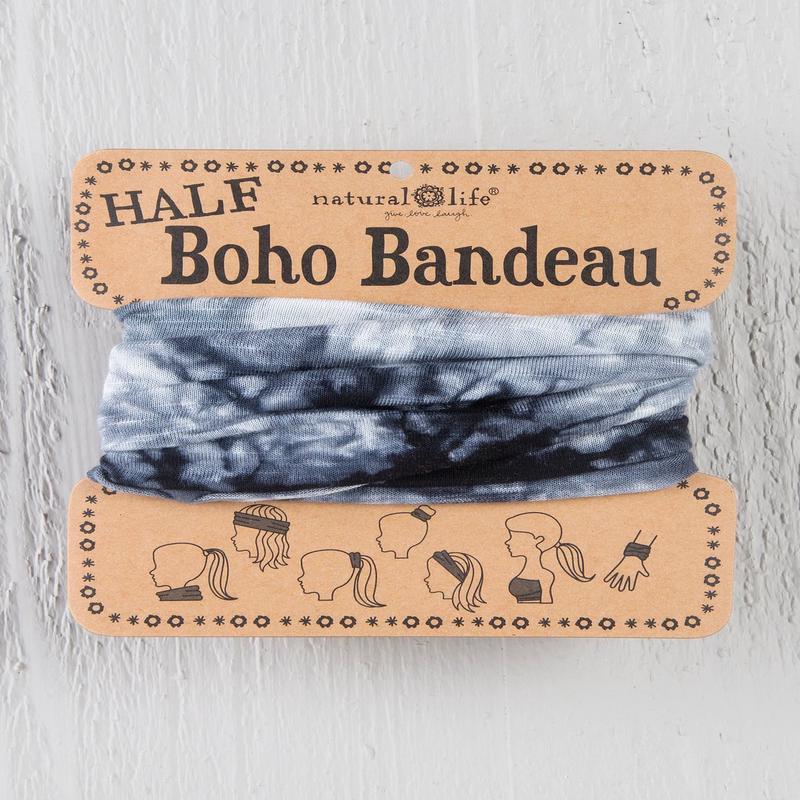 natural life®
give. love. laugh.
HALF
Boho Bandeau